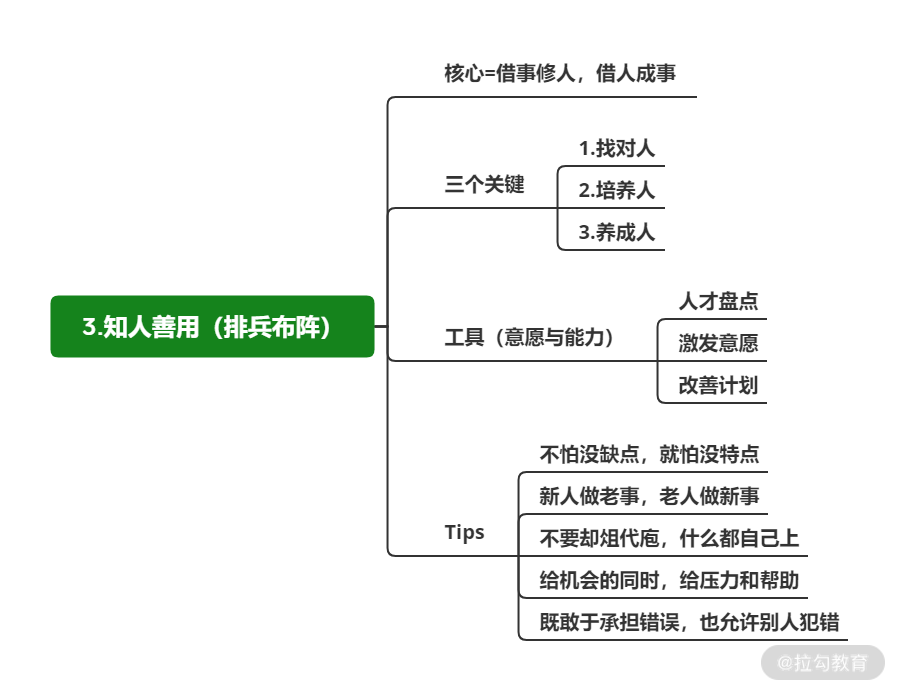 核心=借事修人，借人成事
1.找对人
三个关键
2.培养人
3.养成人
3.知人善用（排兵布阵）
人才盘点
工具（意愿与能力）
激发意愿
改善计划
不怕没缺点，就怕没特点
新人做老事，老人做新事
Tips
不要却俎代庖，什么都自己上
给机会的同时，给压力和帮助
既敢于承担错误，也允许别人犯错
@拉勾教育